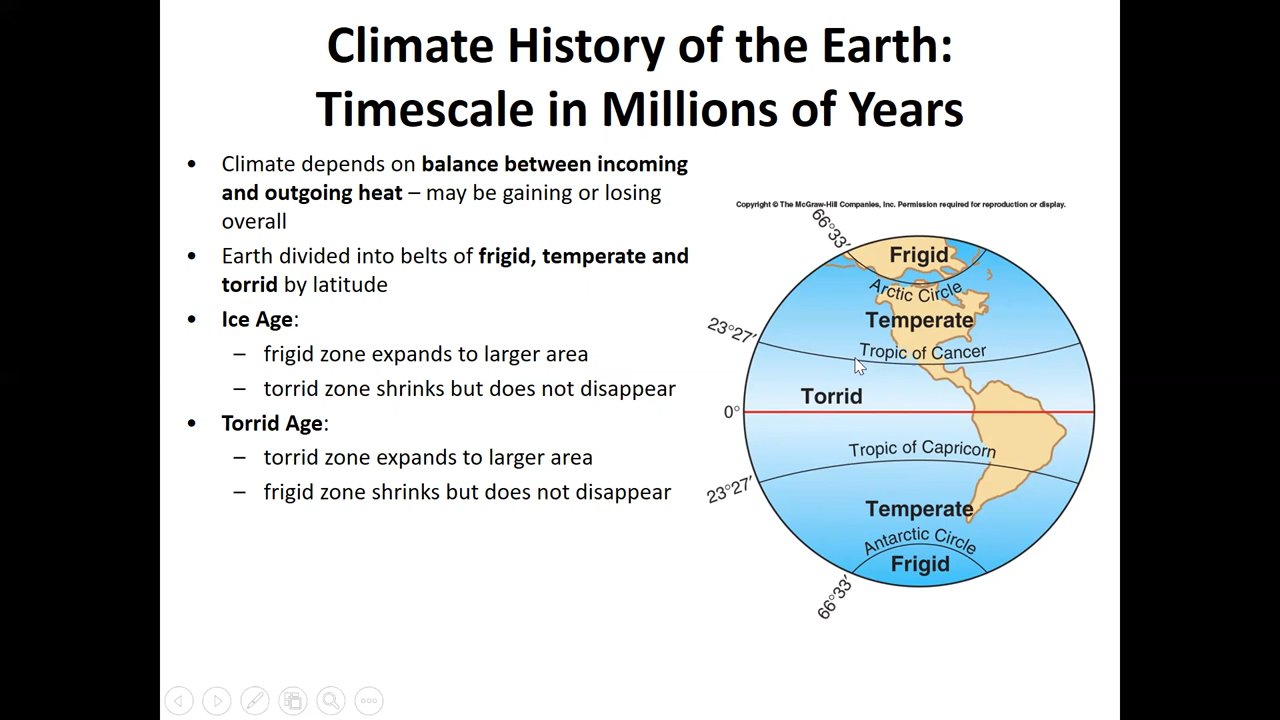 Climate History of the Earth:
Timescale in Millions of Years
• Climate depends on balance between incoming
and outgoing heat – may be gaining or losing
overall
• Earth divided into belts of frigid, temperate and
torrid by latitude
• Ice Age:
– frigid zone expands to larger area
– torrid zone shrinks but does not disappear
• Torrid Age:
– torrid zone expands to larger area
– frigid zone shrinks but does not disappear
Copyright © The McGraw-Hill Companies, Inc. Permission required for reproduction or display.
66°33′
Frigid
Arctic Circle
Temperate
23°27′
Tropic of Cancer
Torrid
0°
Tropic of Capricorn
23°27′
Temperate
Antarctic Circle
Frigid
66°33′